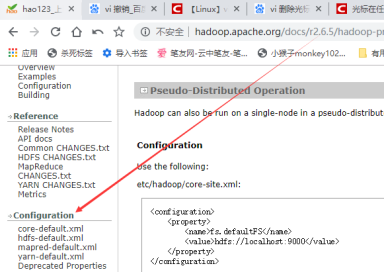 hao123_上
vi 撤销_百度
【Linux】v
vi 删除光标
光标在任
不安全 | hadoop.apache.org/docs/r2.6.5/hadoop-pr
应用
杀死标签
导入书签
笔友网-云中笔友-笔...
小猴子monkey102...
有用
Overview
Examples
Configuration
Building
Reference
Release Notes
API docs
Common CHANGES.txt
HDFS CHANGES.txt
MapReduce
CHANGES.txt
YARN CHANGES.txt
Metrics
Configuration
core-default.xml
hdfs-default.xml
mapred-default.xml
yarn-default.xml
Deprecated Properties
Pseudo-Distributed Operation
Hadoop can also be run on a single-node in a pseudo-distribut
Configuration
Use the following:
etc/hadoop/core-site.xml:
<configuration>
<property>
<name>fs.defaultFS</name>
<value>hdfs://localhost:9000</value>
</property>
</configuration>